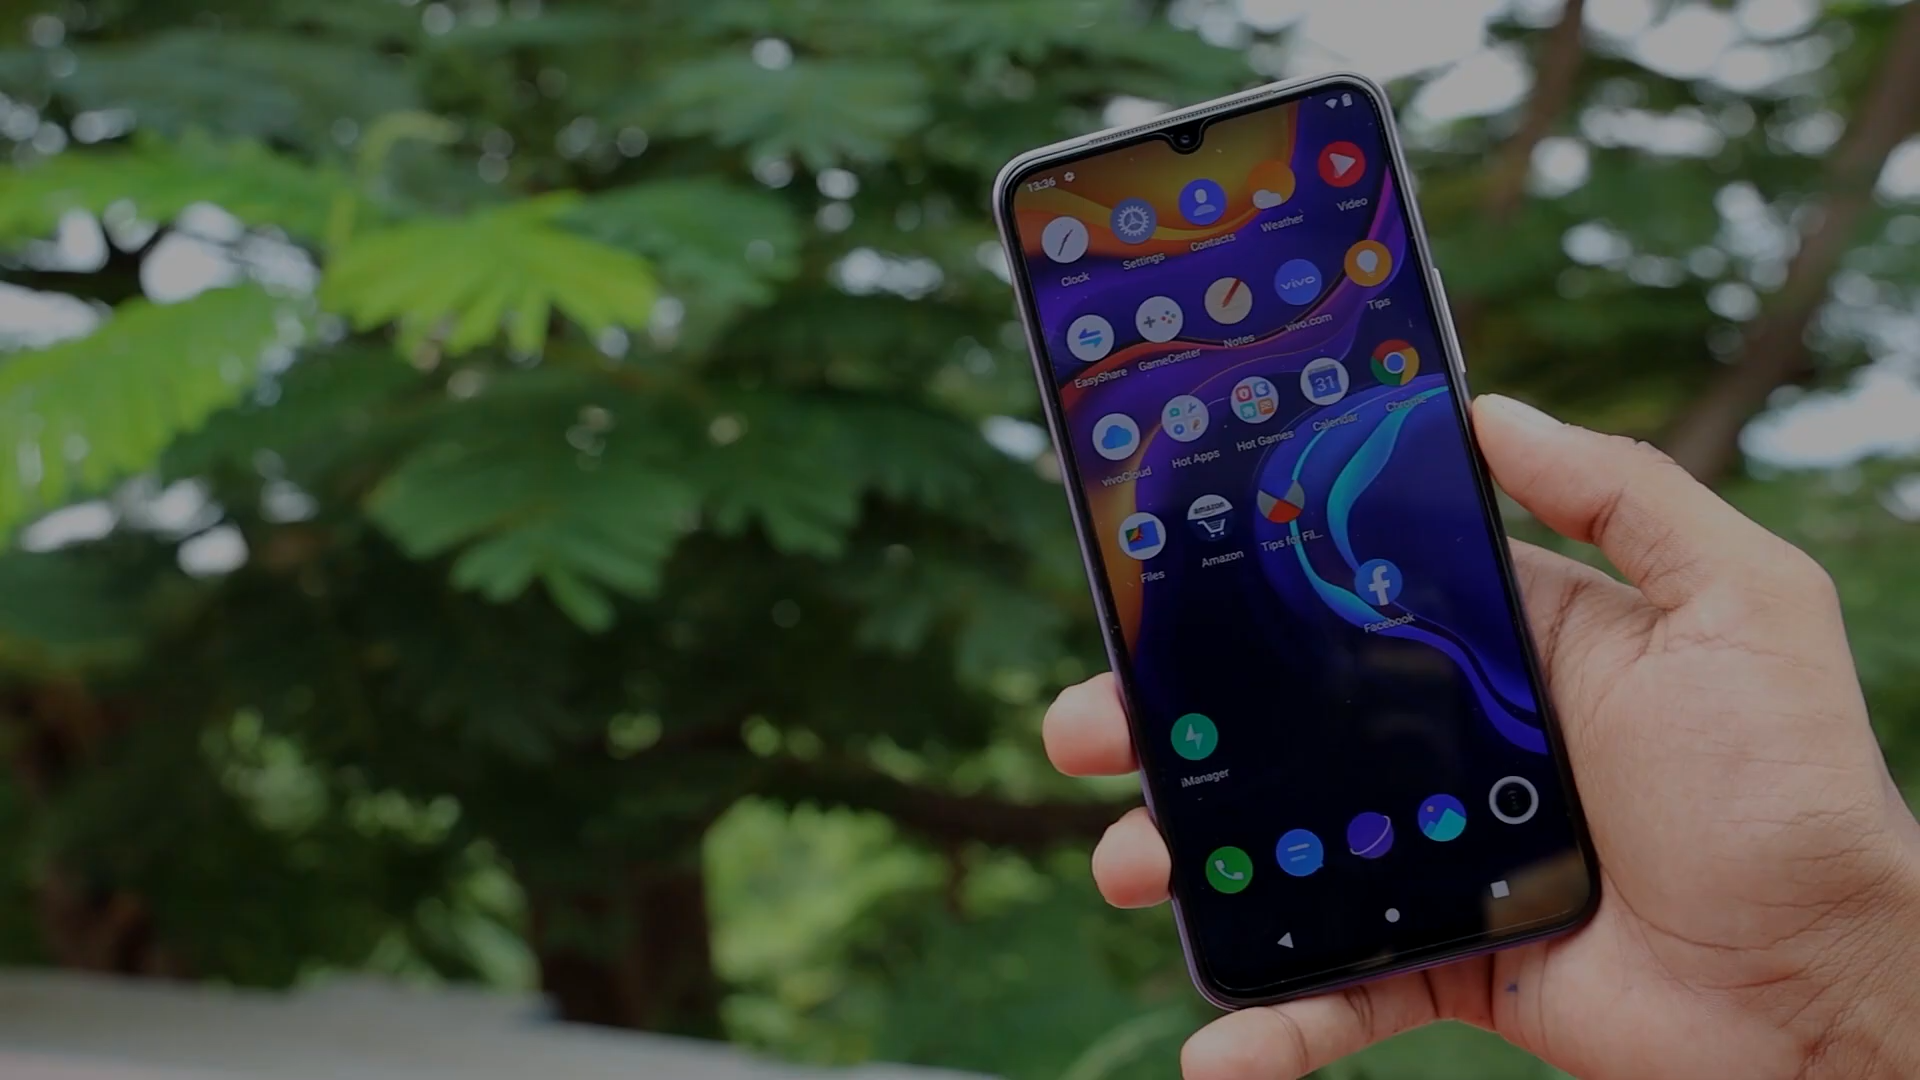 13:36
Clock
Settings
Contacts
Weather
Video
EasyShare
GameCenter
Notes
vivo
vivo.com
Tips
vivoCloud
Hot Apps
Hot Games
31
Calendar
Chrome
Files
amazon
Amazon
Tips for Fil...
Facebook
iManager